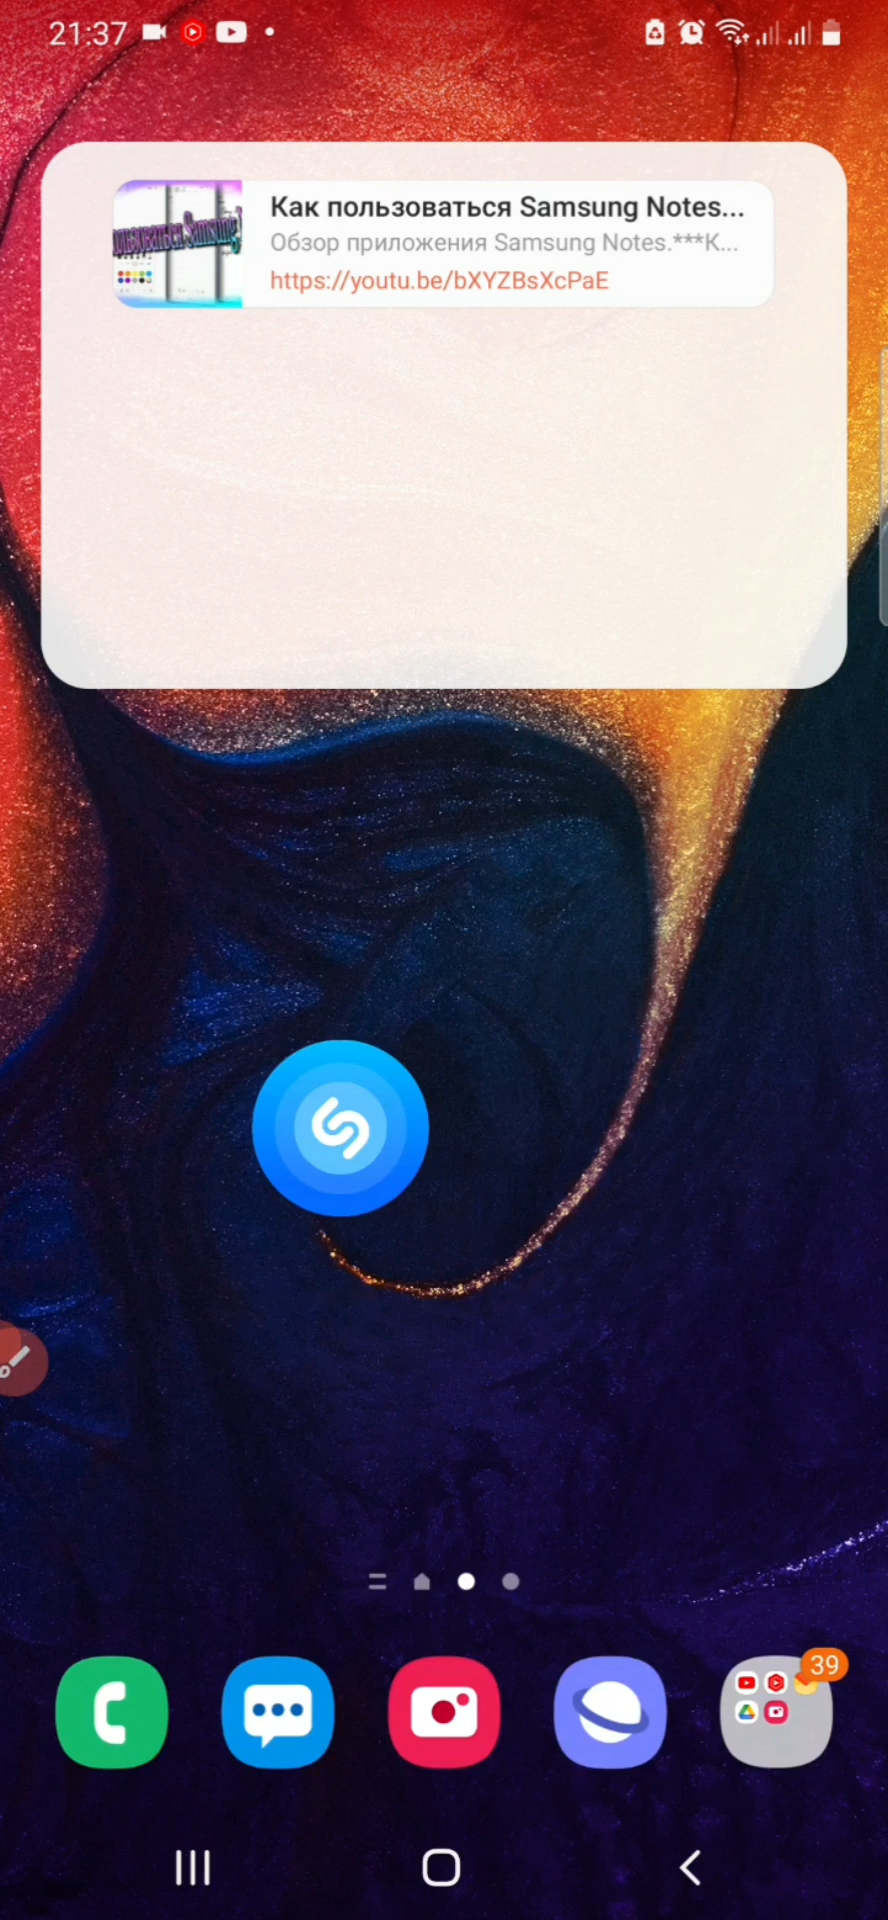 21:37
Как пользоваться Samsung Notes...
Обзор приложения Samsung Notes.***К...
https://youtu.be/bXYZBsXcPaE
39